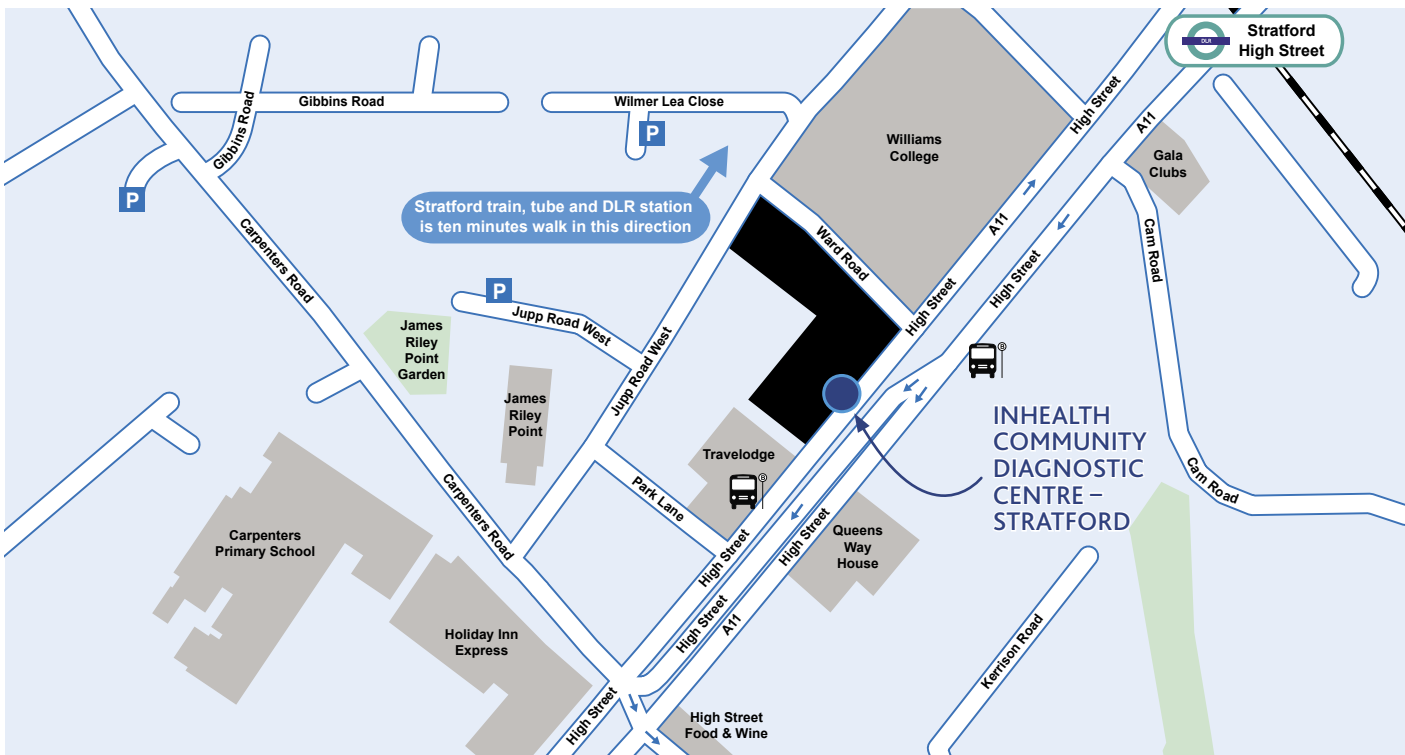 DLR
Stratford
High Street
Gibbins Road
Wilmer Lea Close
Gibbins Road
P
P
Williams
College
High Street
A11
Gala
Clubs
Stratford train, tube and DLR station
is ten minutes walk in this direction
Carpenters Road
Ward Road
A11
High Street
High Street
Cam Road
P
Jupp Road West
James
Riley
Point
Garden
Jupp Road West
James
Riley
Point
B
INHEALTH
COMMUNITY
DIAGNOSTIC
CENTRE –
STRATFORD
Travelodge
B
Park Lane
Cam Road
Carpenters Road
Carpenters
Primary School
High Street
High Street
Queens
Way
House
High Street
A11
Holiday Inn
Express
Kerrison Road
High Street
High Street
Food & Wine